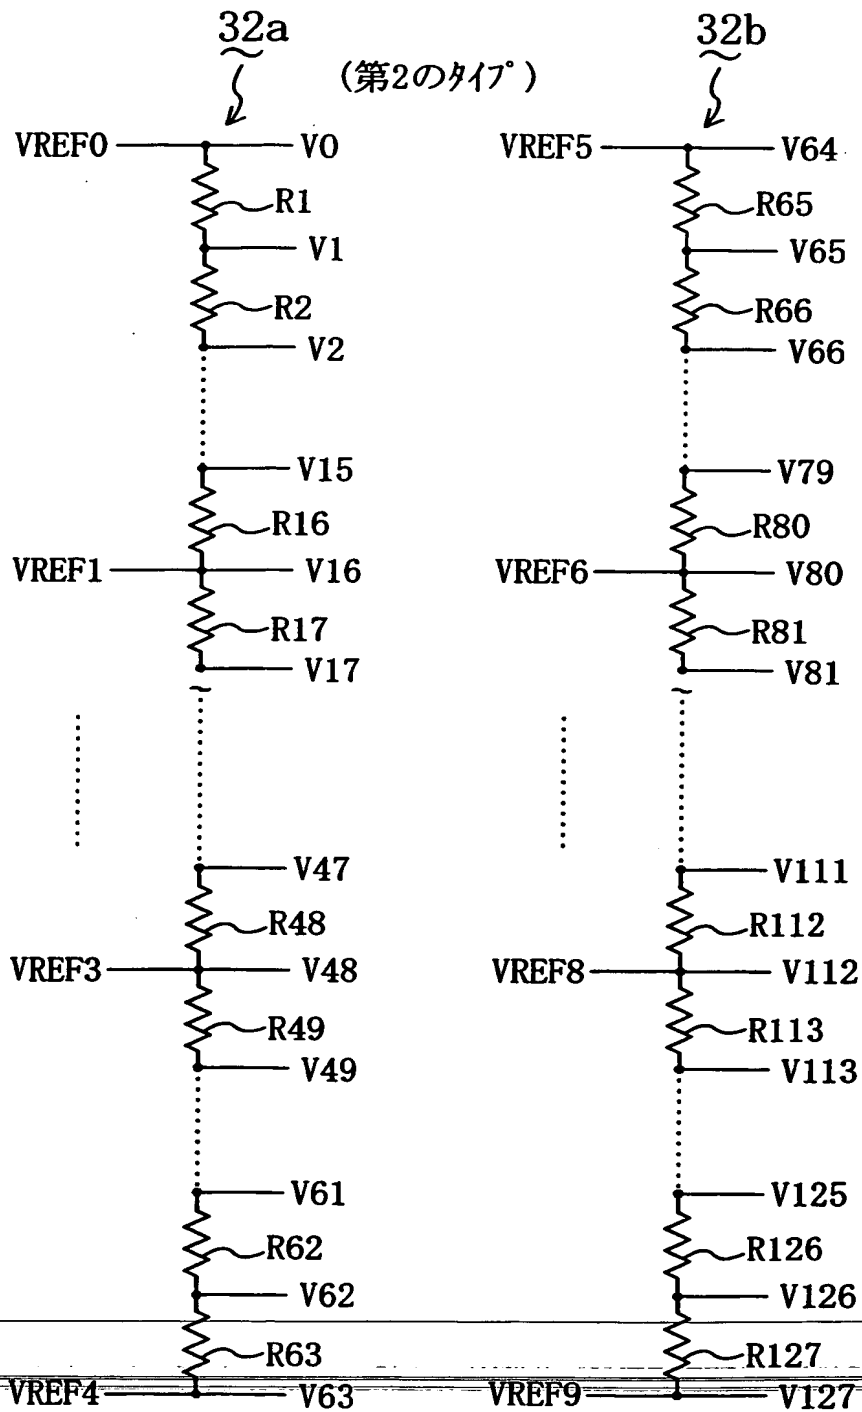 32a
(第2のタイプ)
32b
VREF0 V0
R1
V1
R2
V2
V15
R16
VREF1 V16
R17
V17
V47
R48
VREF3 V48
R49
V49
V61
R62
V62
R63
VREF4 V63
VREF5 V64
R65
V65
R66
V66
V79
R80
VREF6 V80
R81
V81
V111
R112
VREF8 V112
R113
V113
V125
R126
V126
R127
VREF9 V127